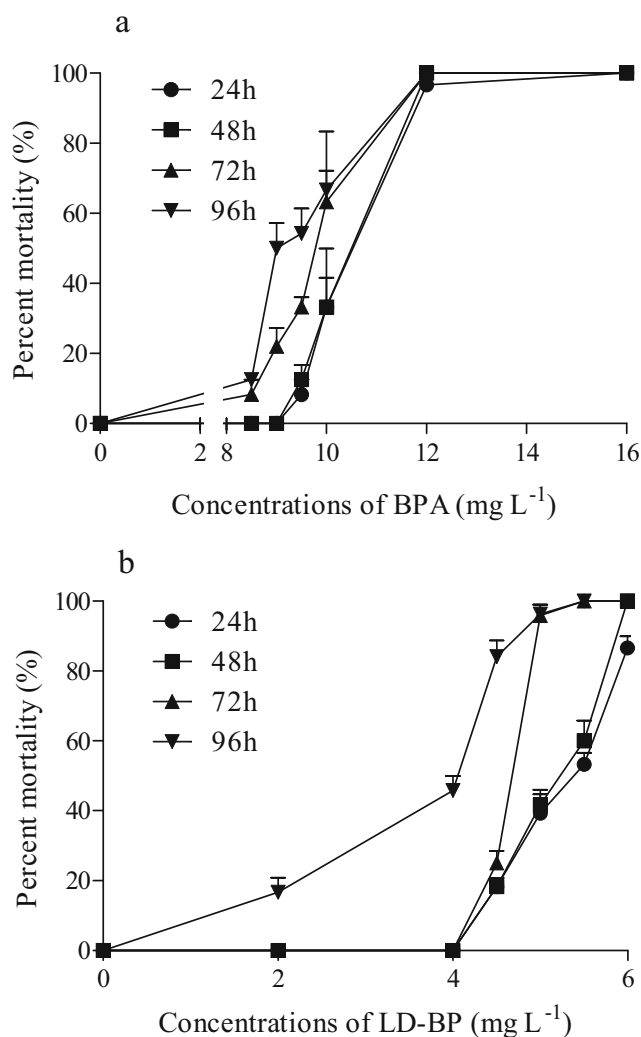 a
100
80
60
40
20
0
Percent mortality (%)
24h
48h
72h
96h
0 2 8 10 12 14 16
Concentrations of BPA (mg L⁻¹)
b
100
80
60
40
20
0
Percent mortality (%)
24h
48h
72h
96h
0 2 4 6
Concentrations of LD-BP (mg L⁻¹)